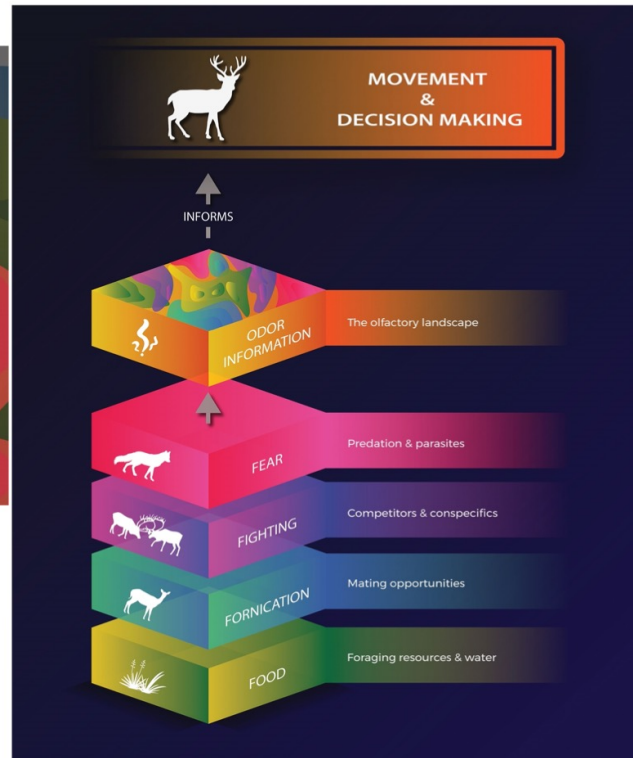 MOVEMENT
&
DECISION MAKING
INFORMS
ODOR
INFORMATION
The olfactory landscape
FEAR
Predation & parasites
FIGHTING
Competitors & conspecifics
FORNICATION
Mating opportunities
FOOD
Foraging resources & water